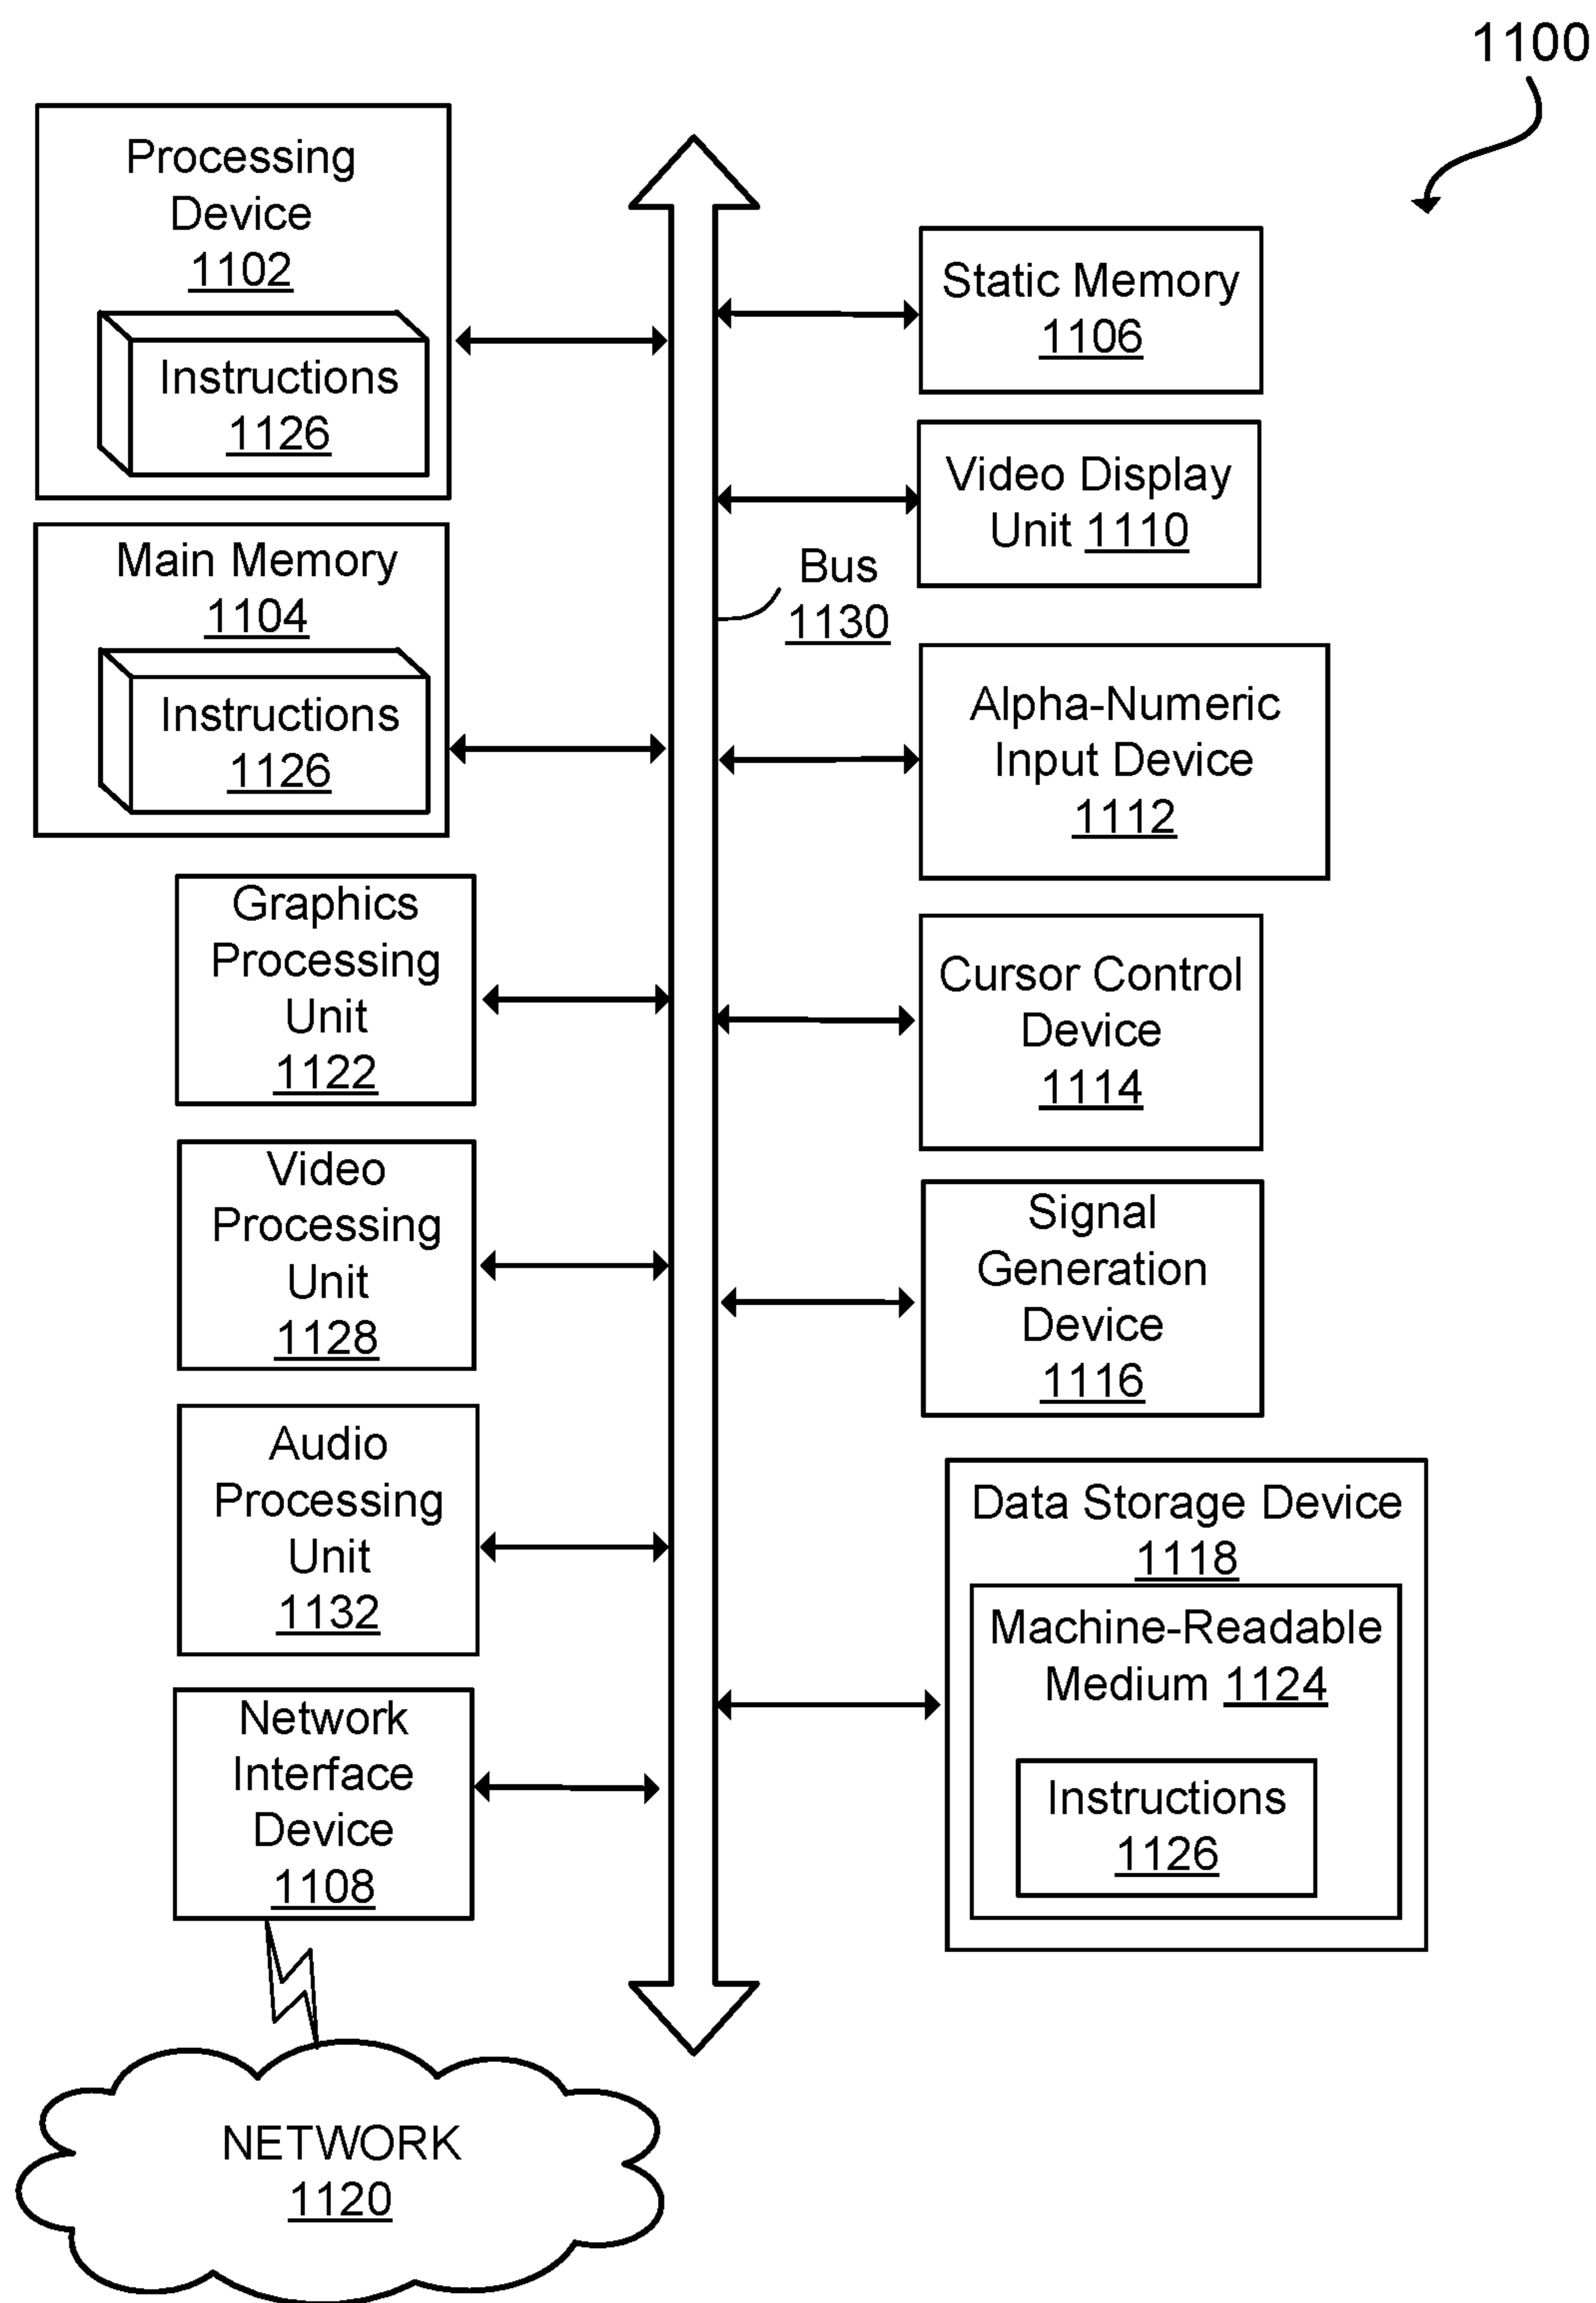 1100
Processing
Device
1102
Instructions
1126
Main Memory
1104
Instructions
1126
Graphics
Processing
Unit
1122
Video
Processing
Unit
1128
Audio
Processing
Unit
1132
Network
Interface
Device
1108
NETWORK
1120
Bus
1130
Static Memory
1106
Video Display
Unit 1110
Alpha-Numeric
Input Device
1112
Cursor Control
Device
1114
Signal
Generation
Device
1116
Data Storage Device
1118
Machine-Readable
Medium 1124
Instructions
1126